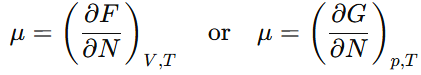 μ = (∂F/∂N)_{V,T} or μ = (∂G/∂N)_{p,T}